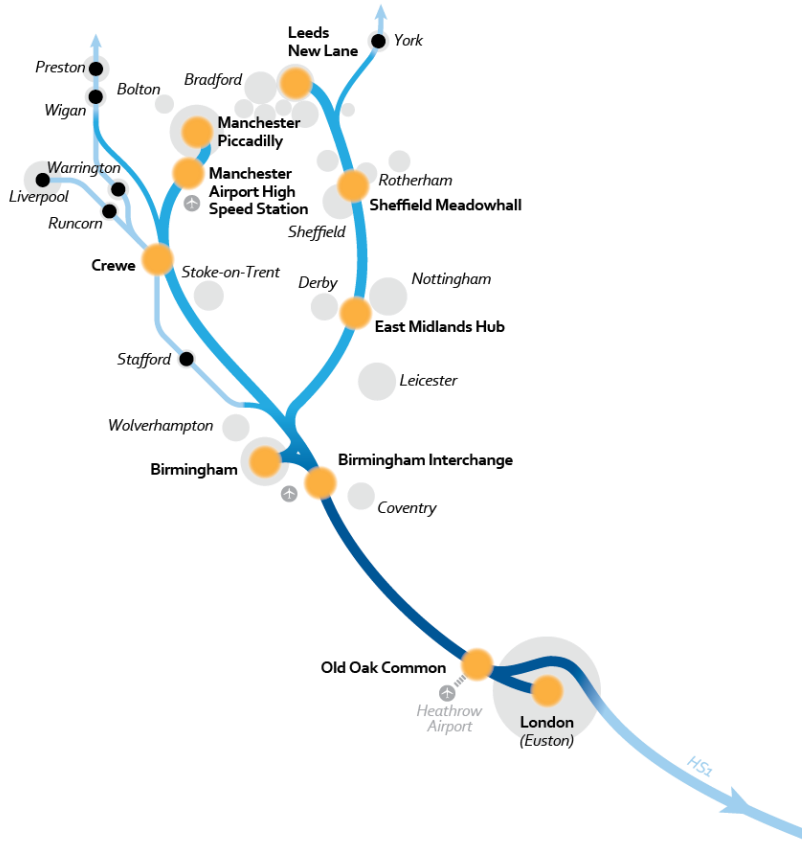 Leeds
New Lane
York
Preston
Bolton
Bradford
Wigan
Manchester
Piccadilly
Warrington
Manchester
Airport High
Speed Station
Rotherham
Liverpool
Sheffield Meadowhall
Runcorn
Sheffield
Crewe
Stoke-on-Trent
Derby
Nottingham
East Midlands Hub
Stafford
Leicester
Wolverhampton
Birmingham
Birmingham Interchange
Coventry
Old Oak Common
Heathrow
Airport
London
(Euston)
HS1